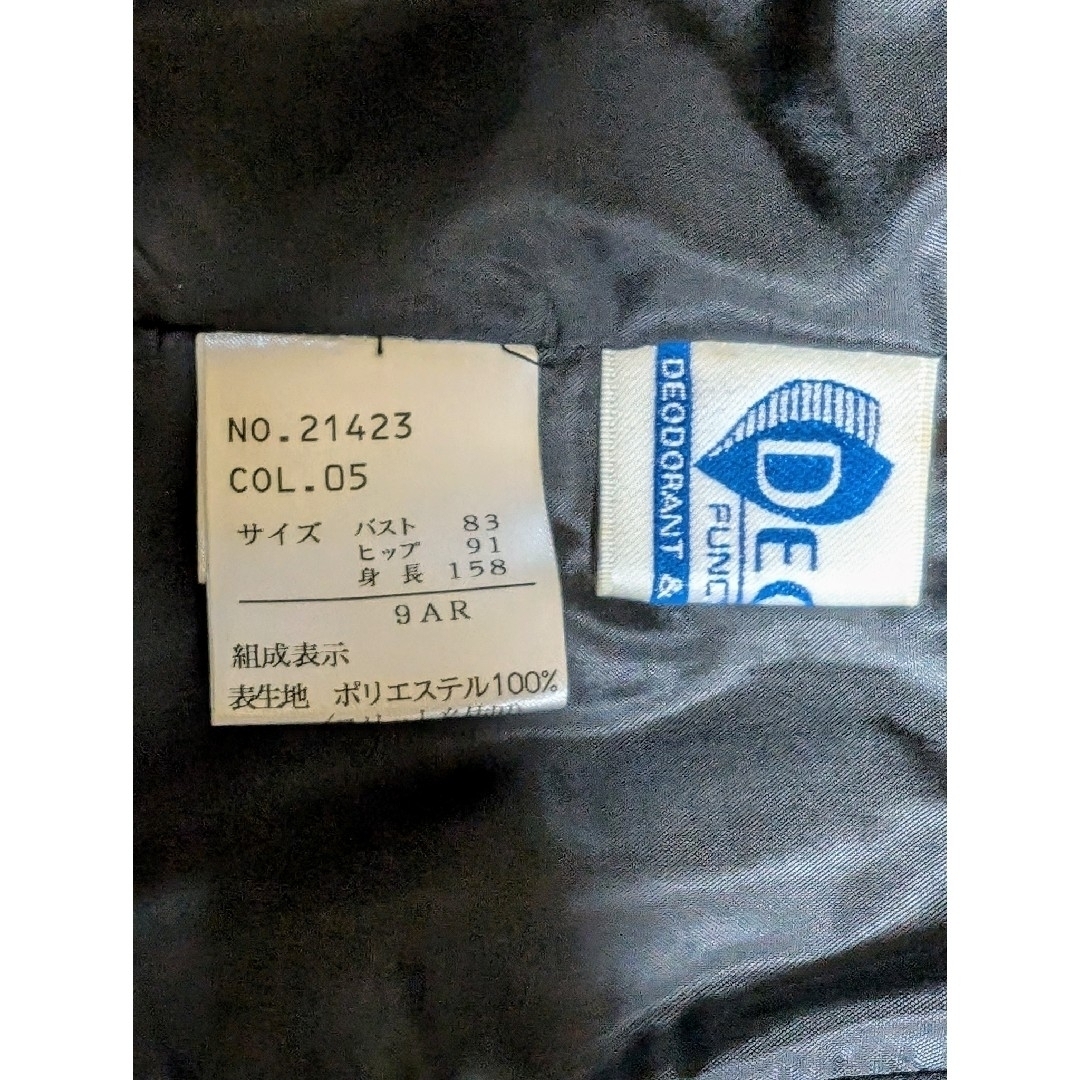 NO.21423
COL.05
サイズ バスト 83
ヒップ 91
身長 158
9AR
組成表示
表生地 ポリエステル100%
DEODORANT &
DEO
FUNC